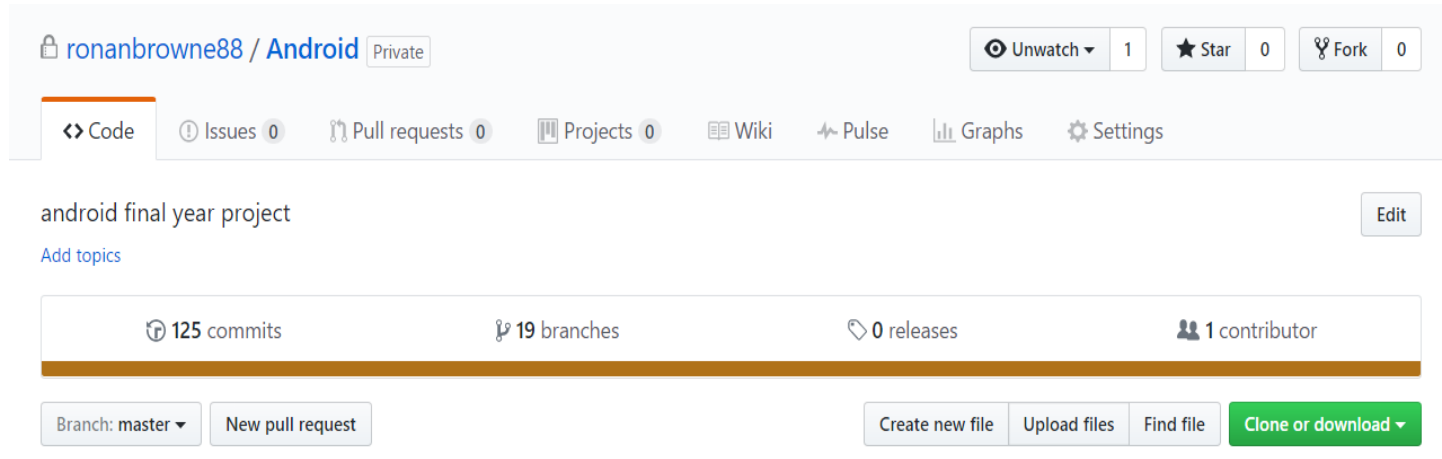 ronanbrowne88 / Android Private Unwatch 1 Star 0 Fork 0
Code Issues 0 Pull requests 0 Projects 0 Wiki Pulse Graphs Settings
android final year project Edit
Add topics
125 commits 19 branches 0 releases 1 contributor
Branch: master New pull request Create new file Upload files Find file Clone or download